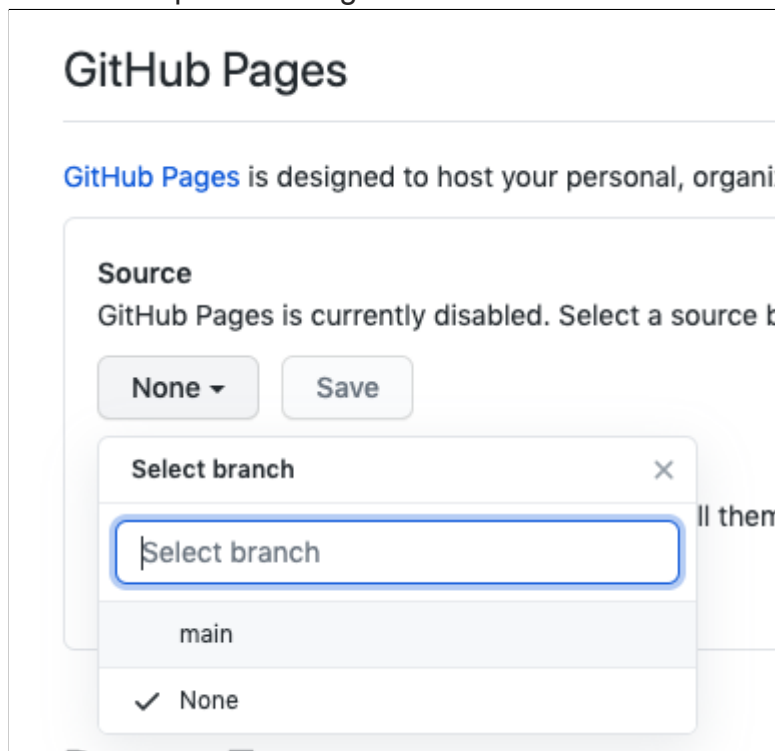 GitHub Pages
GitHub Pages is designed to host your personal, organi
Source
GitHub Pages is currently disabled. Select a source b
None
Save
Select branch
ll them
Select branch
main
None